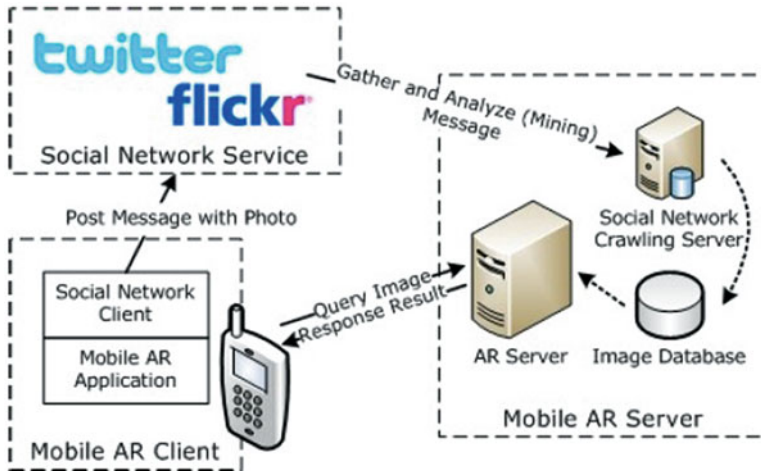 twitter
flickr
Social Network Service
Gather and Analyze (Mining)
Message
Post Message with Photo
Social Network
Crawling Server
Social Network
Client
Mobile AR
Application
Query Image
Response Result
AR Server
Image Database
Mobile AR Server
Mobile AR Client